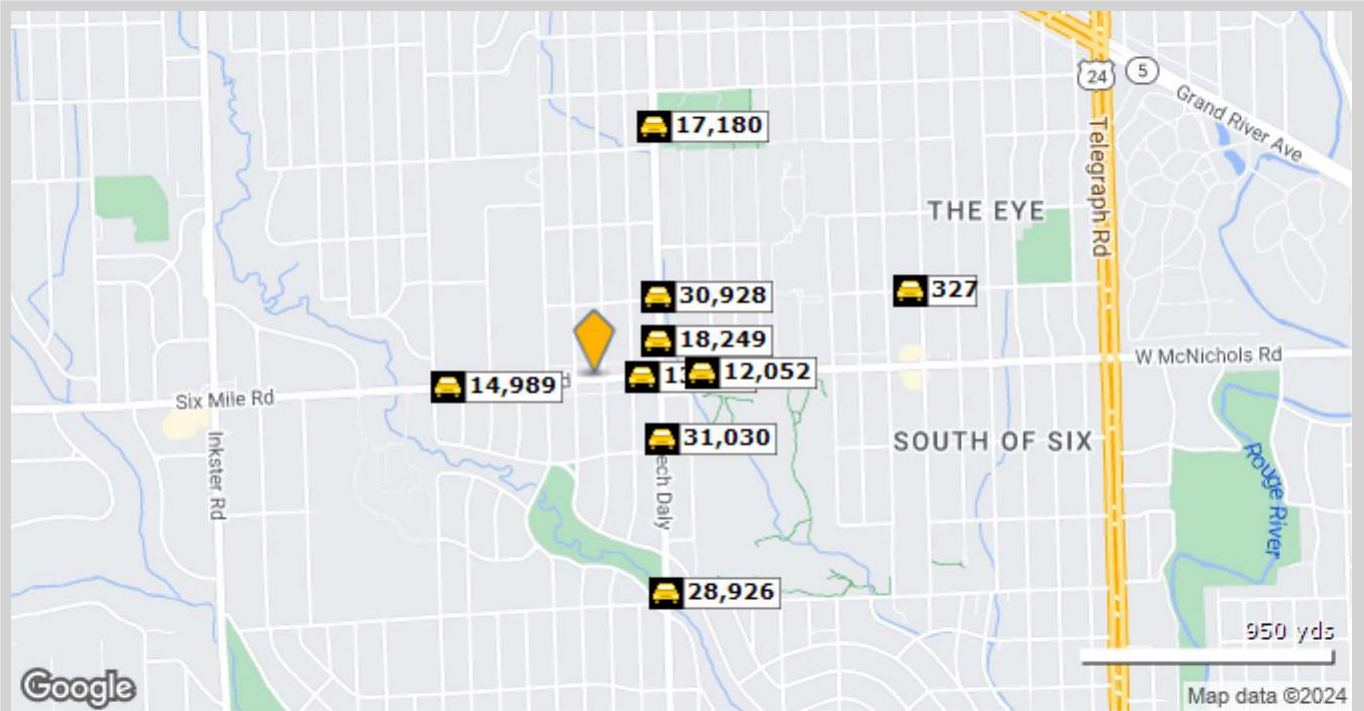 24
5
Grand River Ave
17,180
Telegraph Rd
THE EYE
327
30,928
18,249
W McNichols Rd
12,052
14,989
Six Mile Rd
31,030
SOUTH OF SIX
Inkster Rd
Daly
Rouge River
28,926
950 yds
Google
Map data ©2024